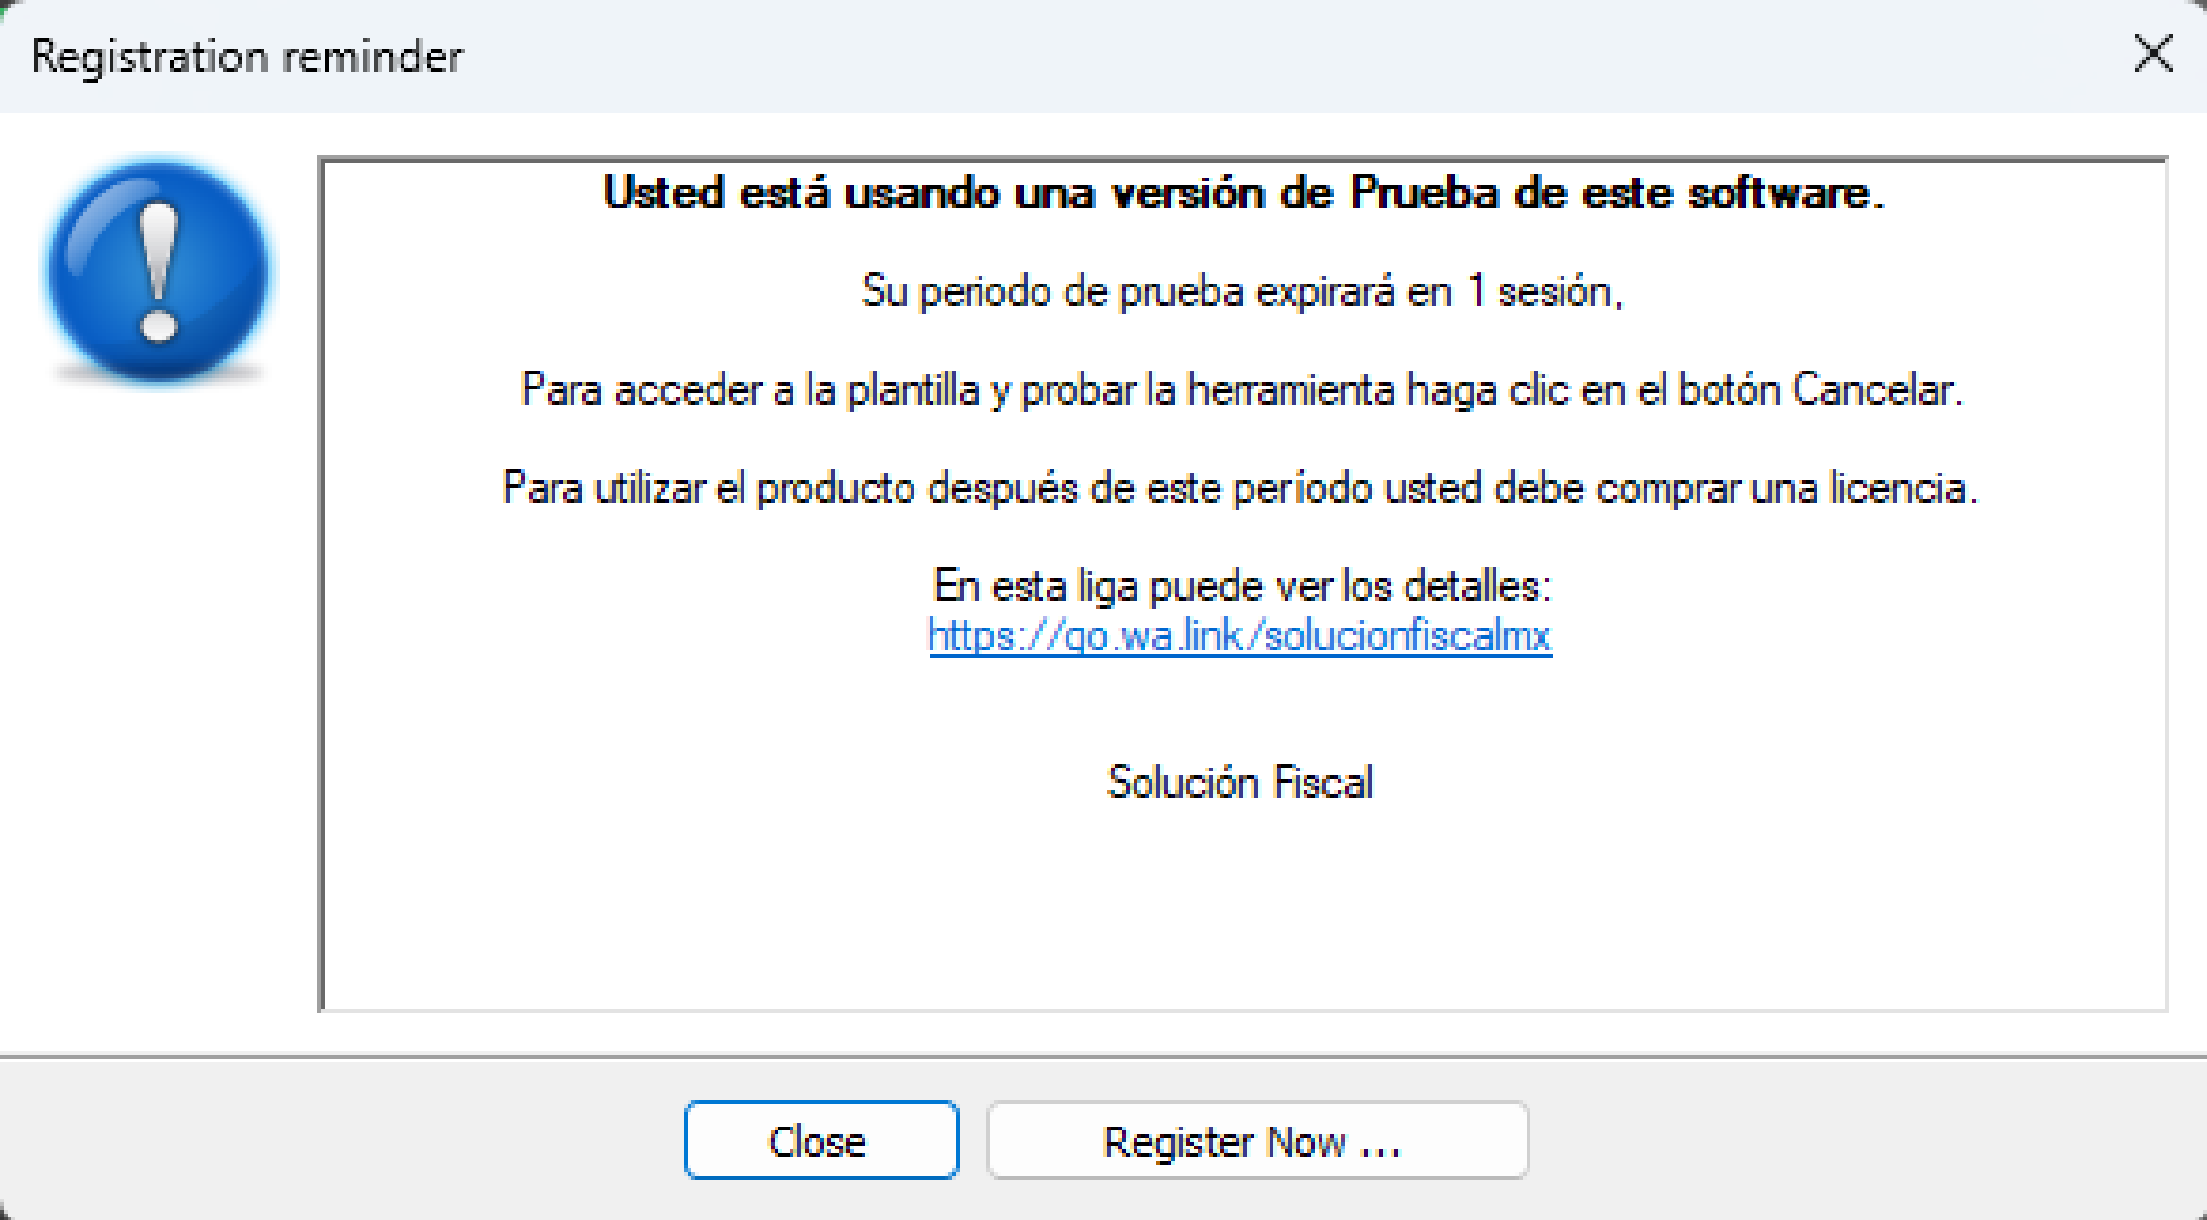 Registration reminder
Usted está usando una versión de Prueba de este software.
Su periodo de prueba expirará en 1 sesión,
Para acceder a la plantilla y probar la herramienta haga clic en el botón Cancelar.
Para utilizar el producto después de este período usted debe comprar una licencia.
En esta liga puede ver los detalles:
https://qo.wa.link/solucionfiscalmx
Solución Fiscal
Close
Register Now ...